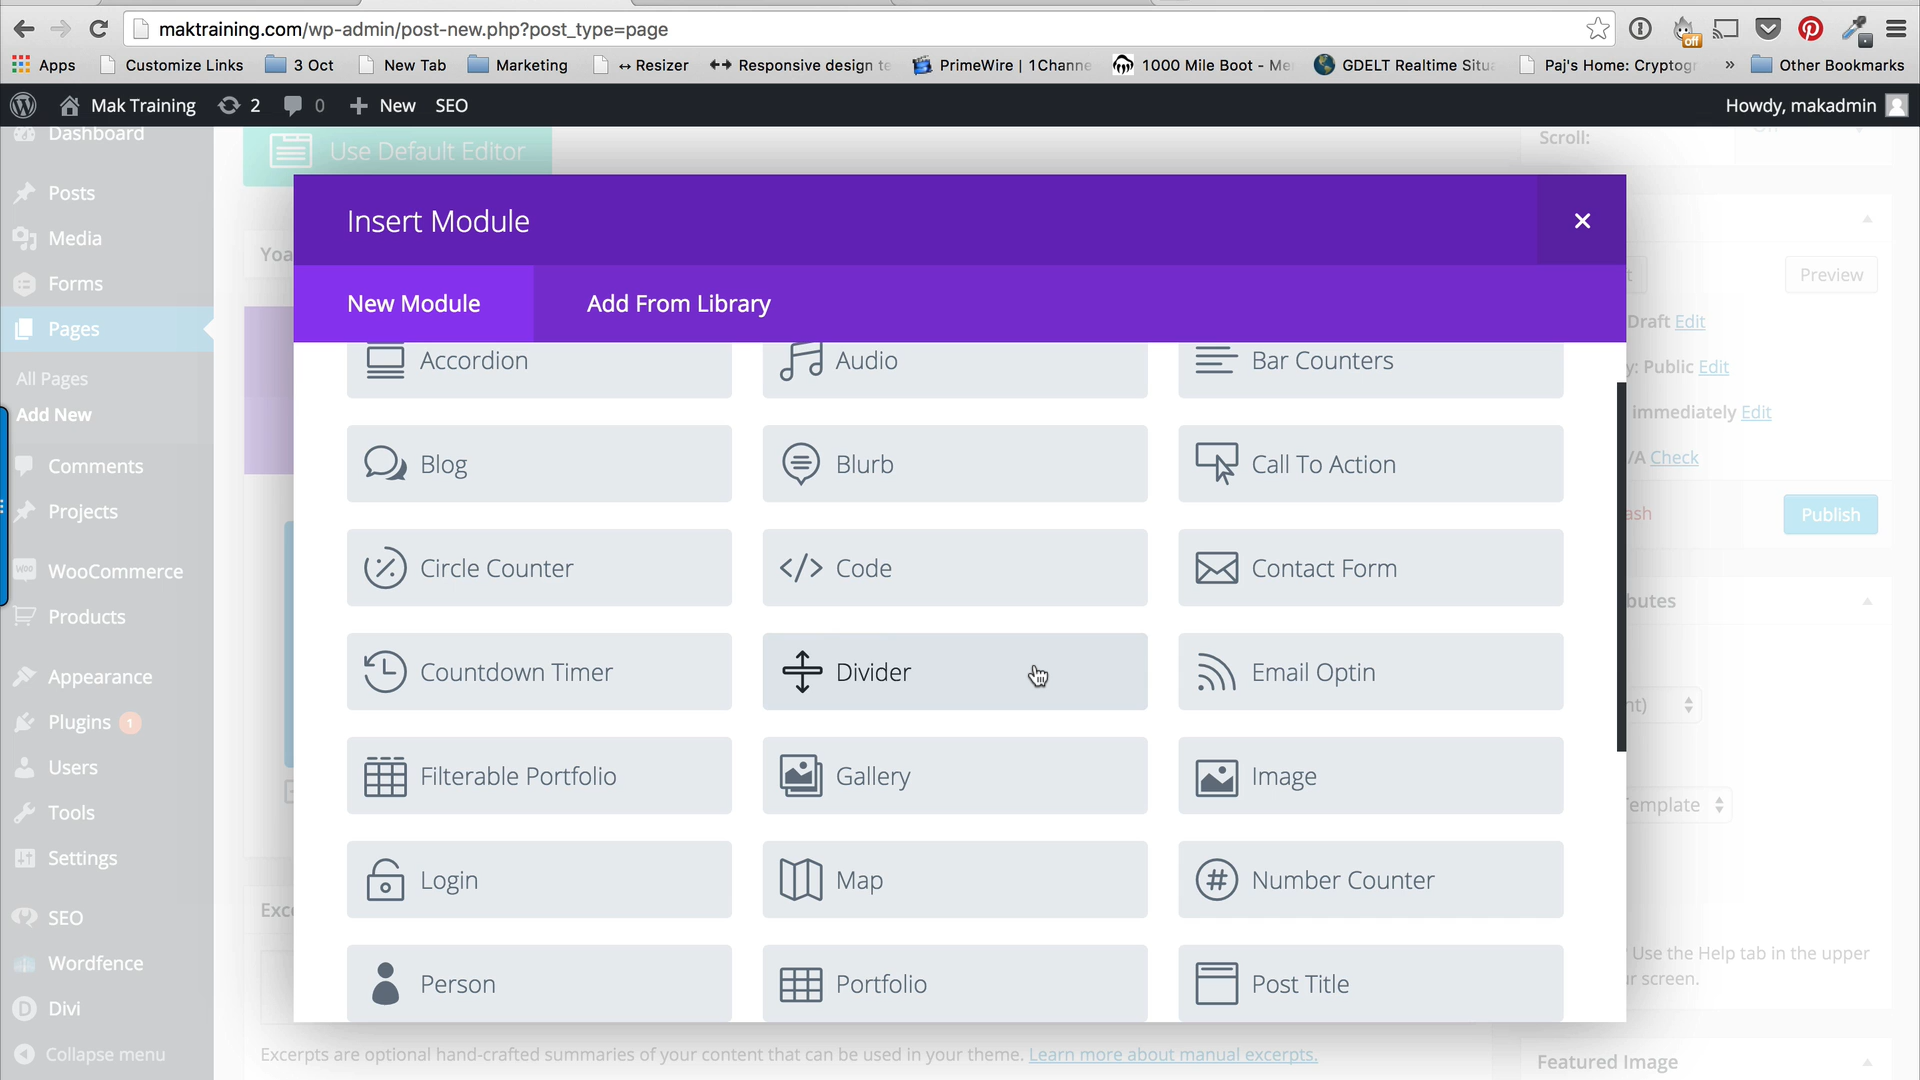 maktraining.com/wp-admin/post-new.php?post_type=page
off
Apps
Customize Links
3 Oct
New Tab
Marketing
↔ Resizer
Responsive design te
PrimeWire | 1Channe
1000 Mile Boot - Me
GDELT Realtime Situa
Paj's Home: Cryptogr
»
Other Bookmarks
Mak Training
2
0
+ New
SEO
Howdy, makadmin
Dashboard
Posts
Media
Forms
Pages
All Pages
Add New
Comments
Projects
WooCommerce
Products
Appearance
Plugins 1
Users
Tools
Settings
SEO
Wordfence
Divi
Collapse menu
Use Default Editor
Scroll:
Yoa
Insert Module
×
New Module
Add From Library
Accordion
Audio
Bar Counters
Blog
Blurb
Call To Action
Circle Counter
</> Code
Contact Form
Countdown Timer
Divider
Email Optin
Filterable Portfolio
Gallery
Image
Login
Map
# Number Counter
Person
Portfolio
Post Title
Preview
Draft Edit
y: Public Edit
immediately Edit
/A Check
ash
Publish
butes
nt)
Template
Use the Help tab in the upper
r screen.
Exce
Excerpts are optional hand-crafted summaries of your content that can be used in your theme. Learn more about manual excerpts.
Featured Image